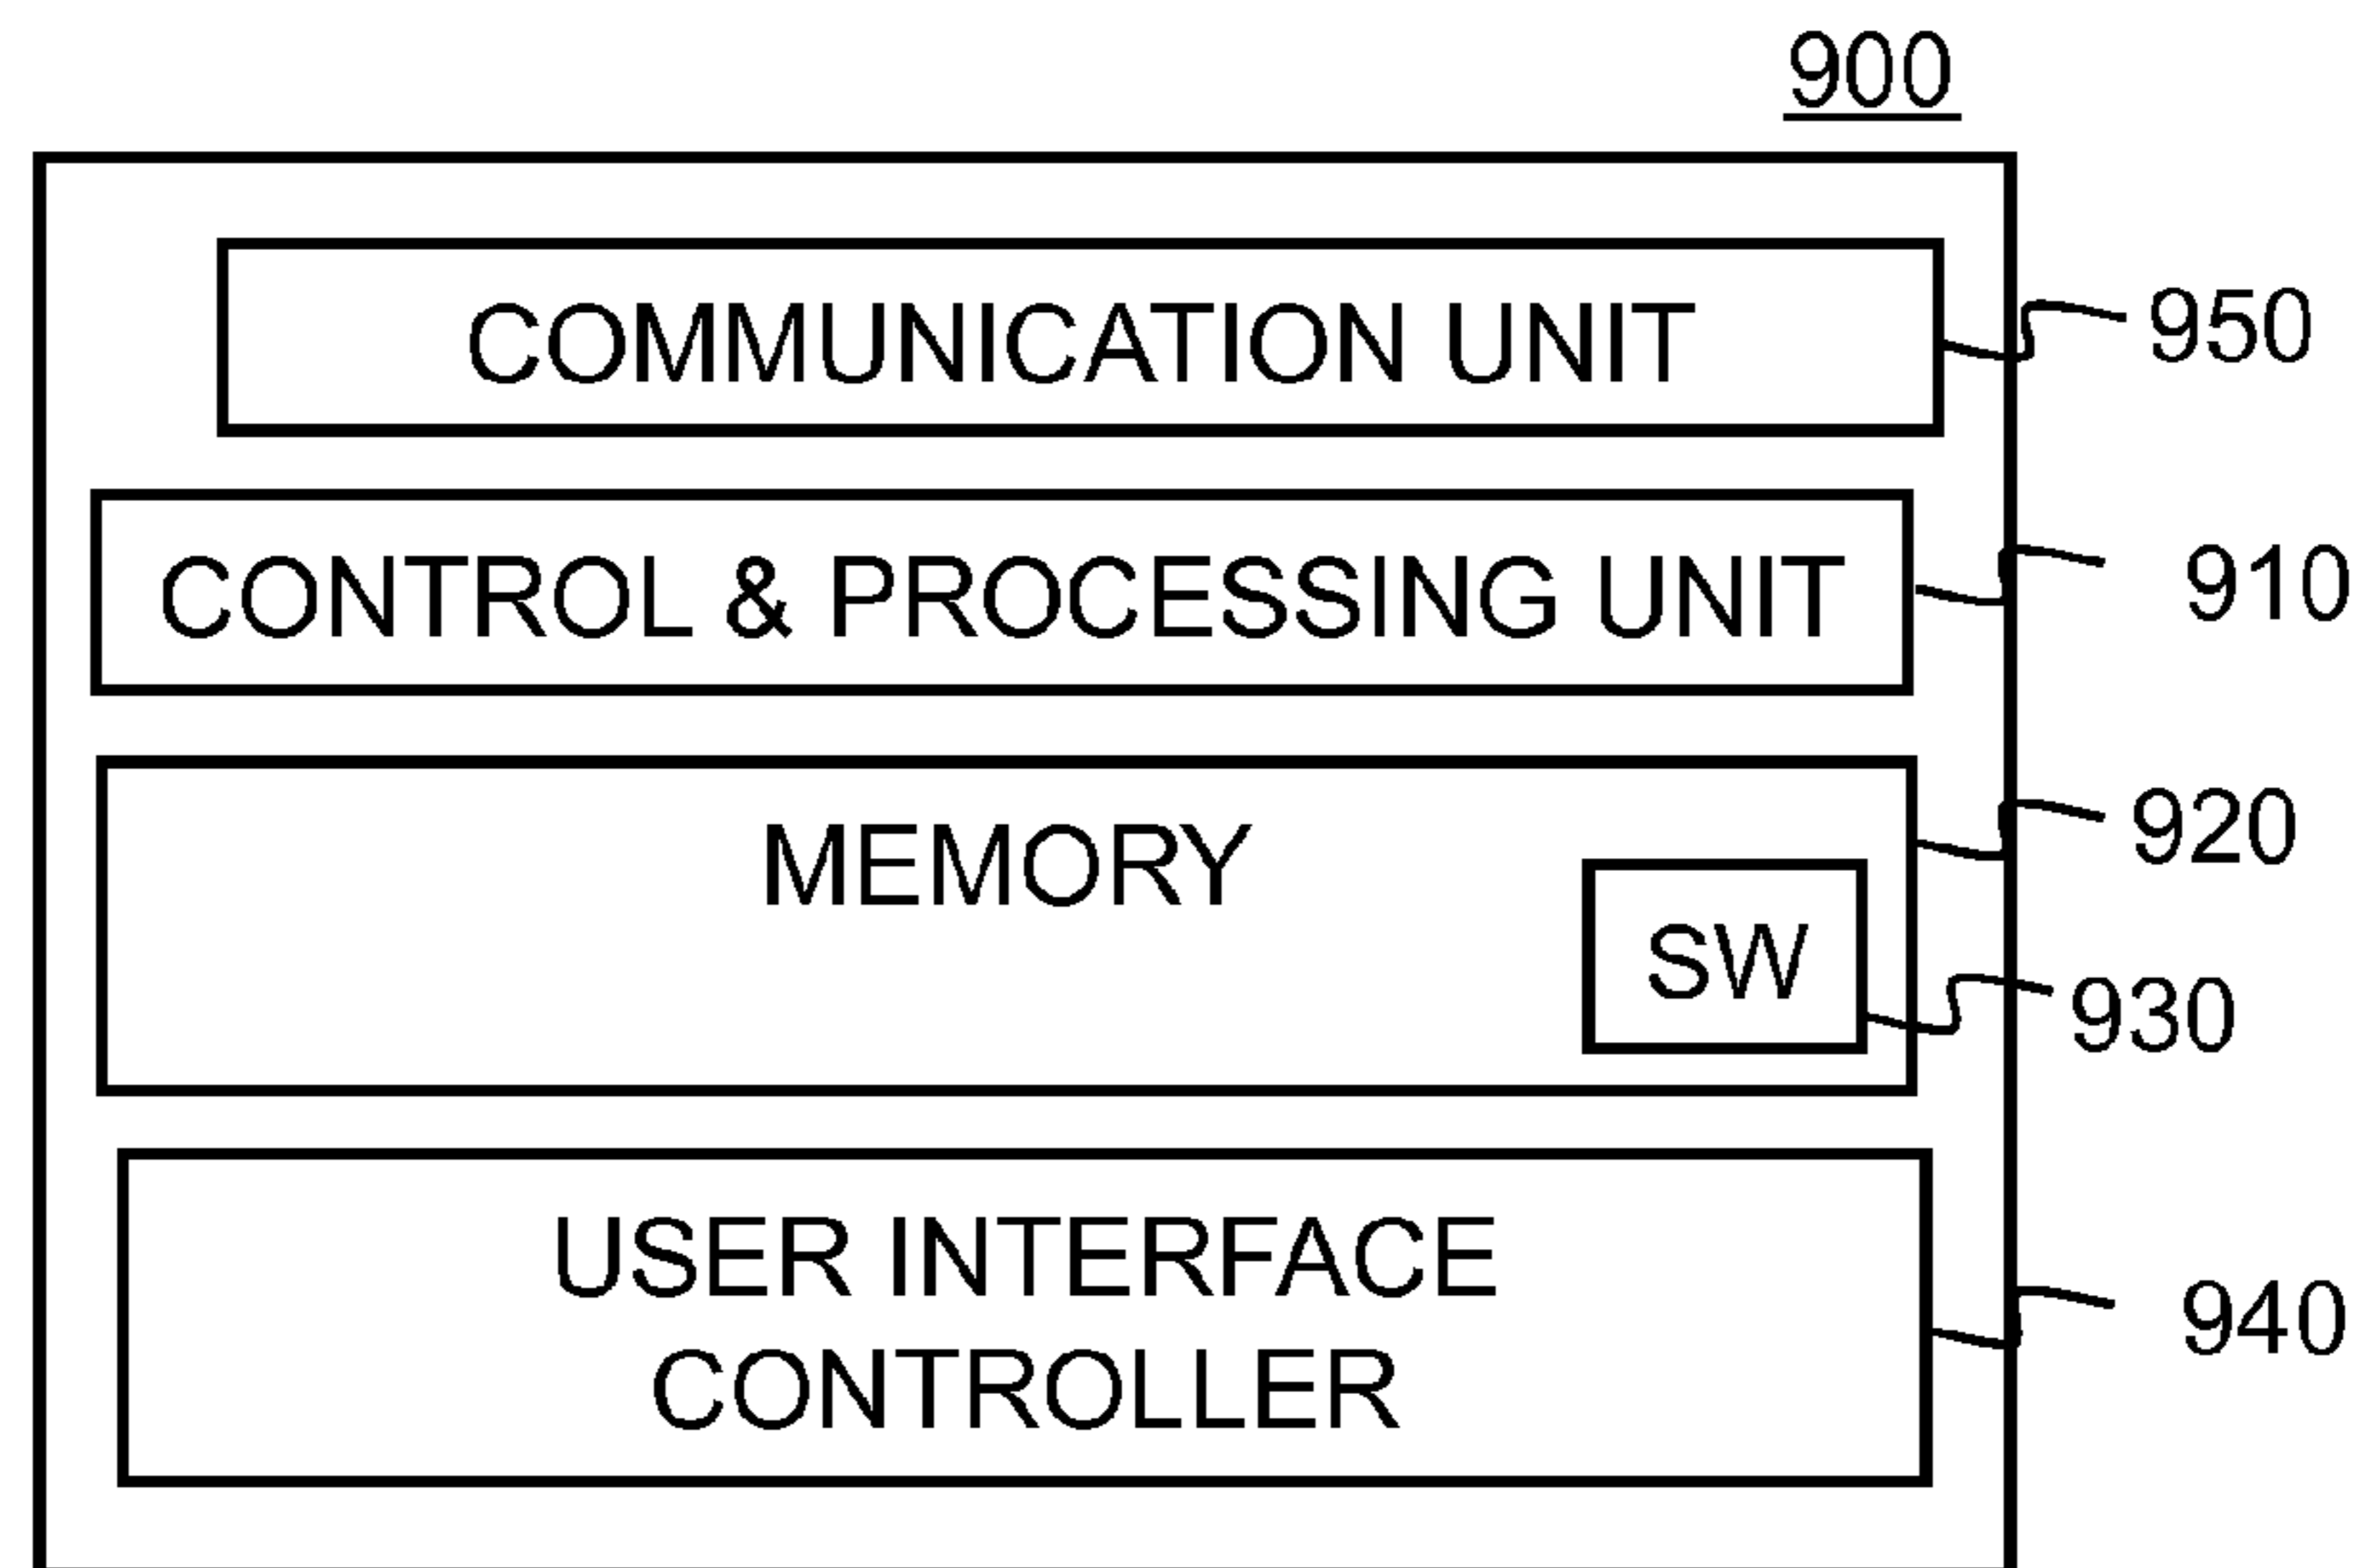 900
COMMUNICATION UNIT
950
CONTROL & PROCESSING UNIT
910
MEMORY
920
SW
930
USER INTERFACE
CONTROLLER
940